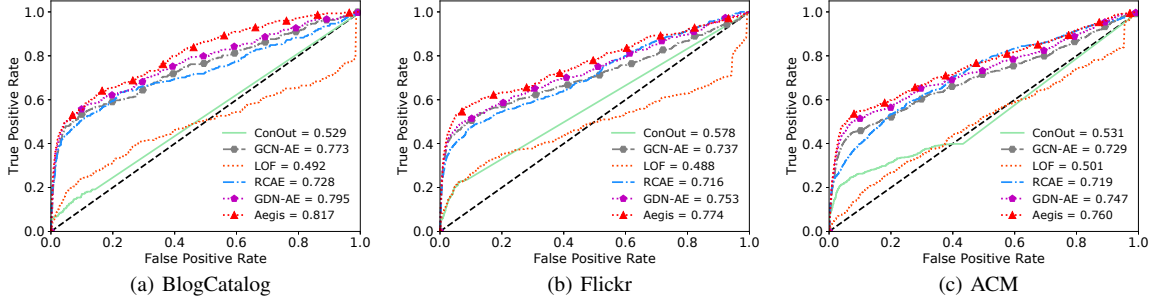 True Positive Rate
1.0
0.8
0.6
0.4
0.2
0.0
ConOut = 0.529
GCN-AE = 0.773
LOF = 0.492
RCAE = 0.728
GDN-AE = 0.795
Aegis = 0.817
0.0 0.2 0.4 0.6 0.8 1.0
False Positive Rate
(a) BlogCatalog
True Positive Rate
1.0
0.8
0.6
0.4
0.2
0.0
ConOut = 0.578
GCN-AE = 0.737
LOF = 0.488
RCAE = 0.716
GDN-AE = 0.753
Aegis = 0.774
0.0 0.2 0.4 0.6 0.8 1.0
False Positive Rate
(b) Flickr
True Positive Rate
1.0
0.8
0.6
0.4
0.2
0.0
ConOut = 0.531
GCN-AE = 0.729
LOF = 0.501
RCAE = 0.719
GDN-AE = 0.747
Aegis = 0.760
0.0 0.2 0.4 0.6 0.8 1.0
False Positive Rate
(c) ACM